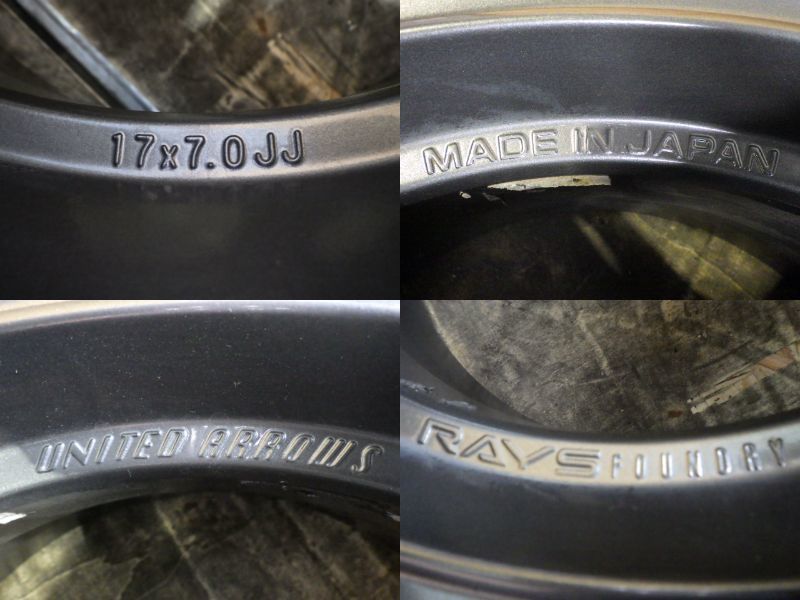 17x7.0JJ
MADE IN JAPAN
UNITED ARROWS
RAYS FOUNDRY